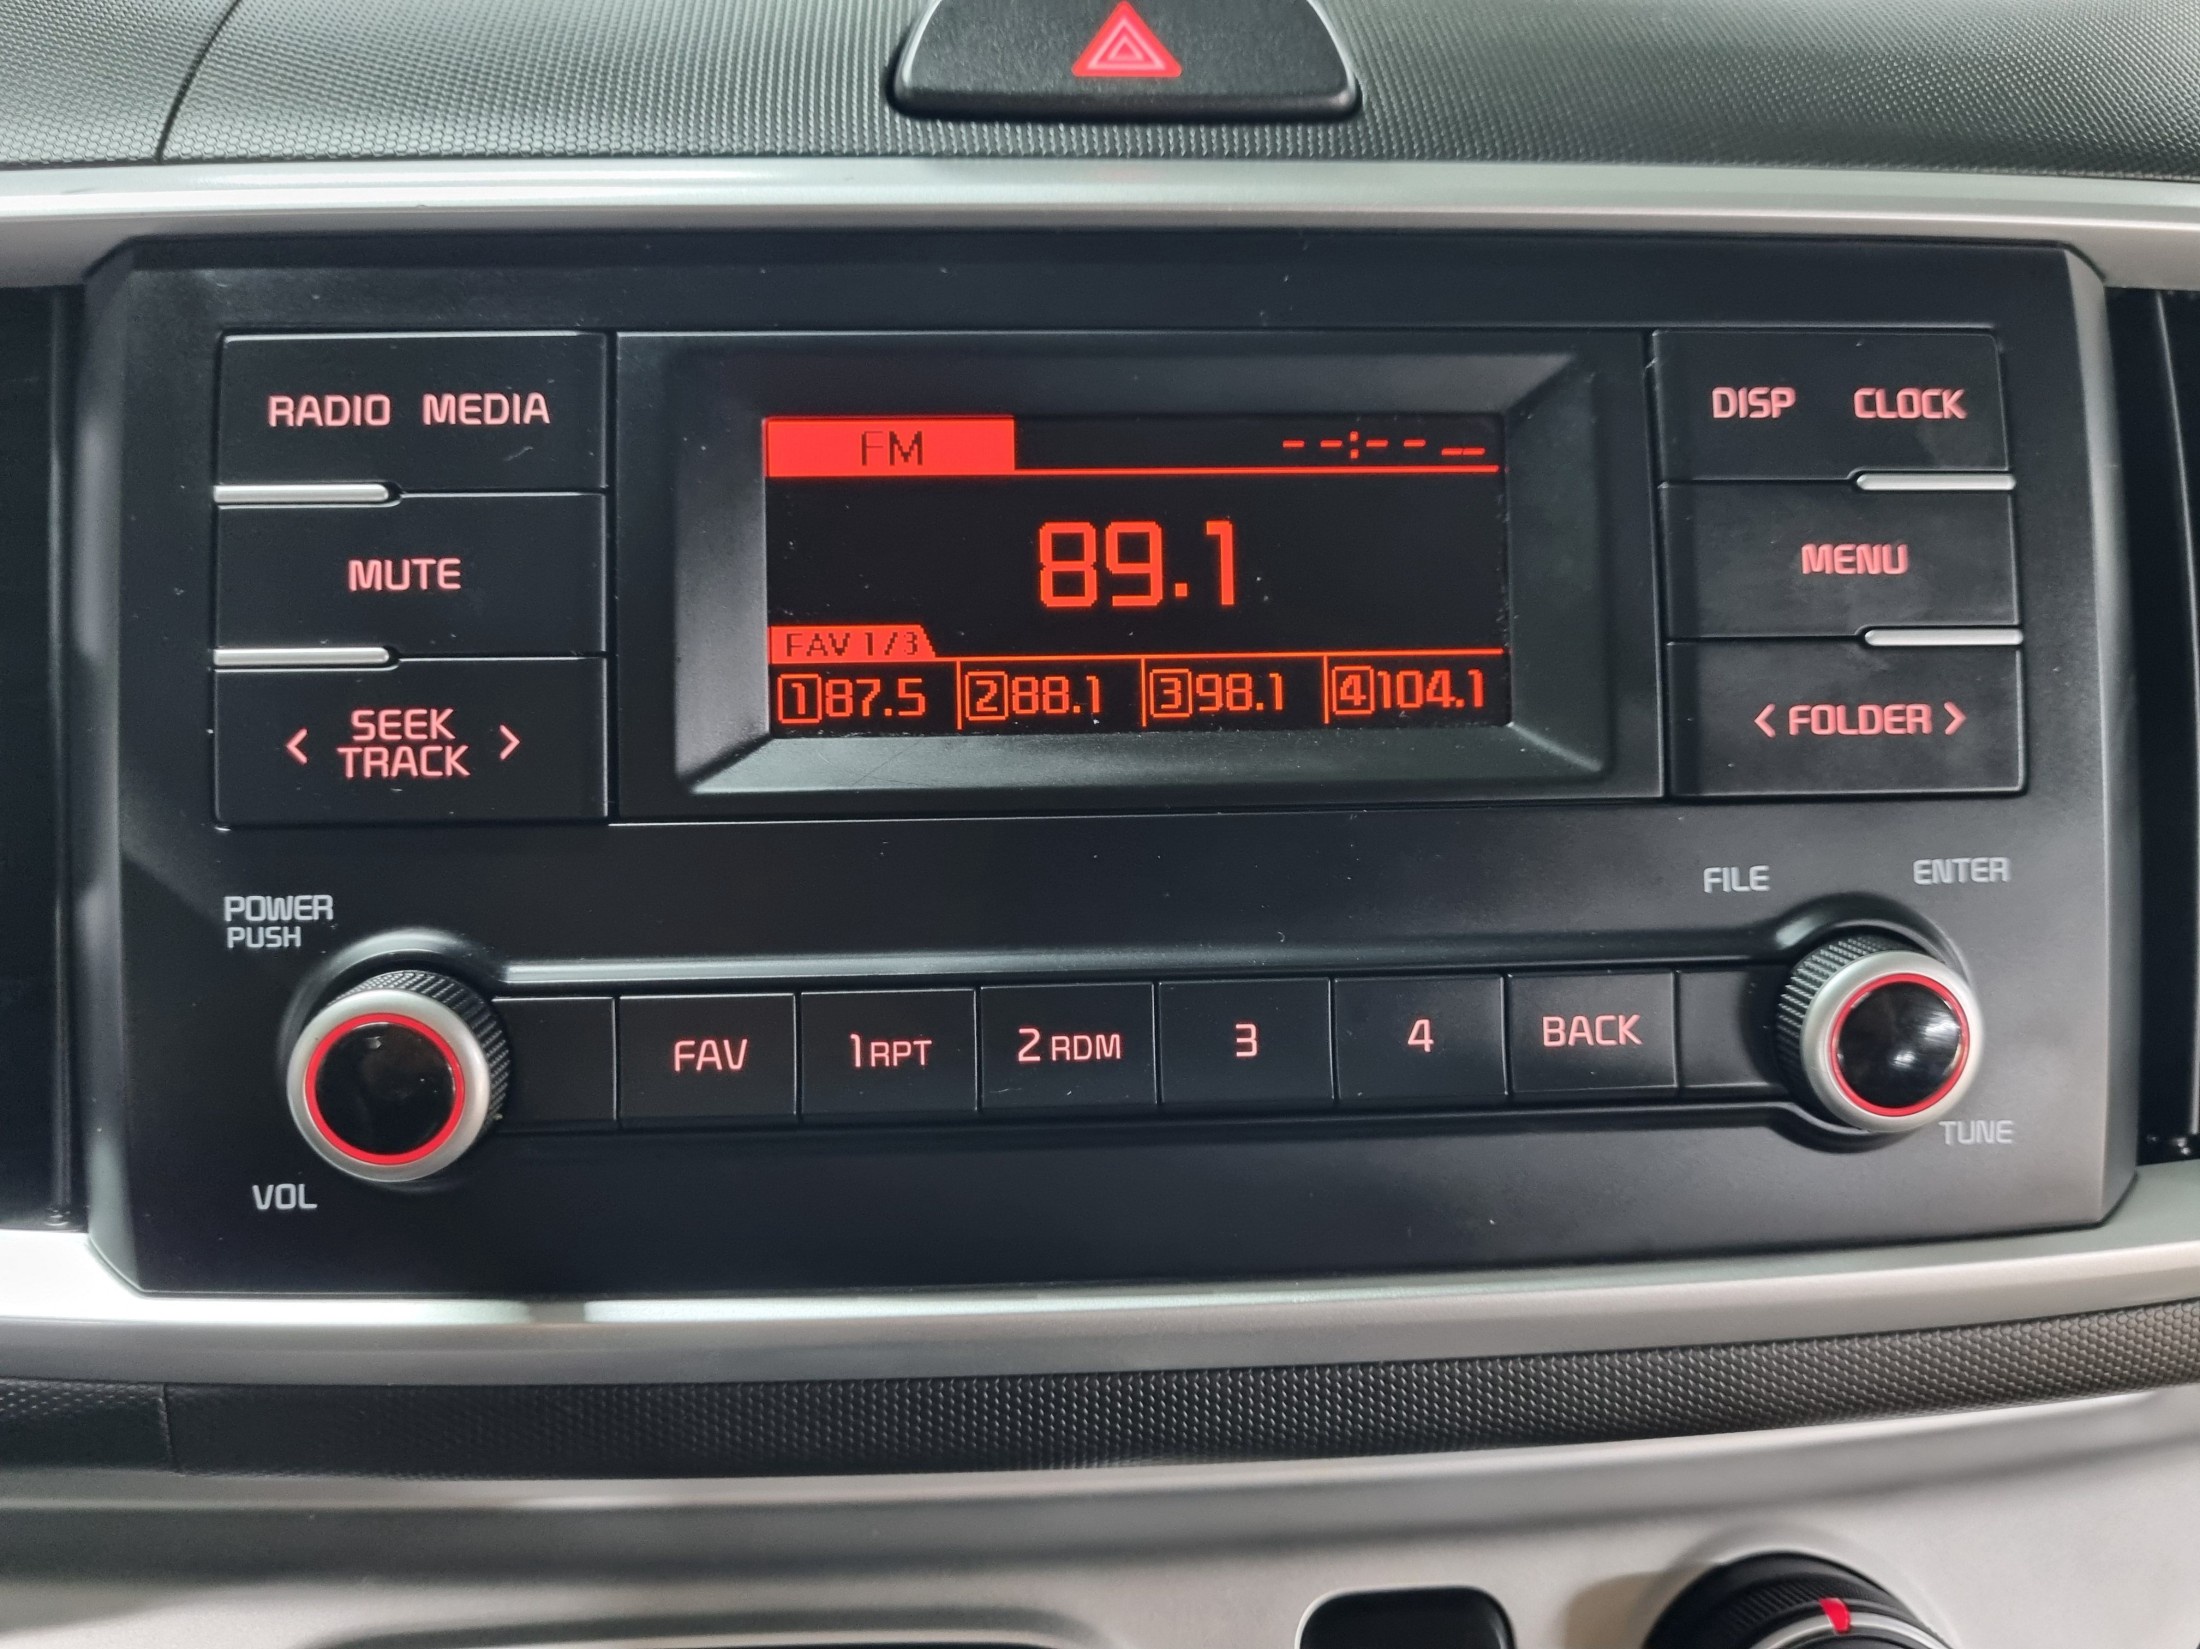 RADIO MEDIA
MUTE
< SEEK TRACK >
FM --:-- __
89.1
FAV 1/3
1 87.5 2 88.1 3 98.1 4 104.1
DISP CLOCK
MENU
< FOLDER >
POWER
PUSH
VOL
FAV 1 RPT 2 RDM 3 4 BACK
FILE ENTER
TUNE